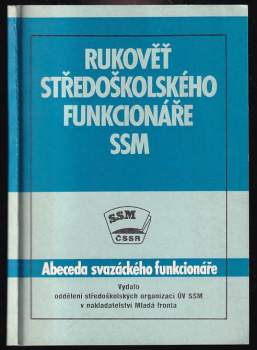 RUKOVĚŤ
STŘEDOŠKOLSKÉHO
FUNKCIONÁŘE
SSM
SSM
ČSSR
Abeceda svazáckého funkcionáře
Vydalo
oddělení středoškolských organizací ÚV SSM
v nakladatelství Mladá fronta